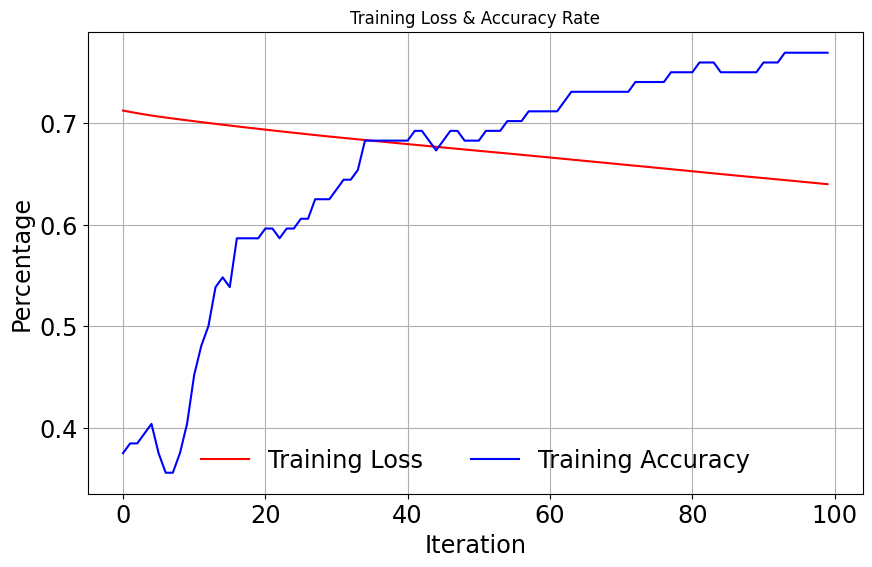 Training Loss & Accuracy Rate
Percentage
0.7
0.6
0.5
0.4
Training Loss Training Accuracy
0 20 40 60 80 100
Iteration